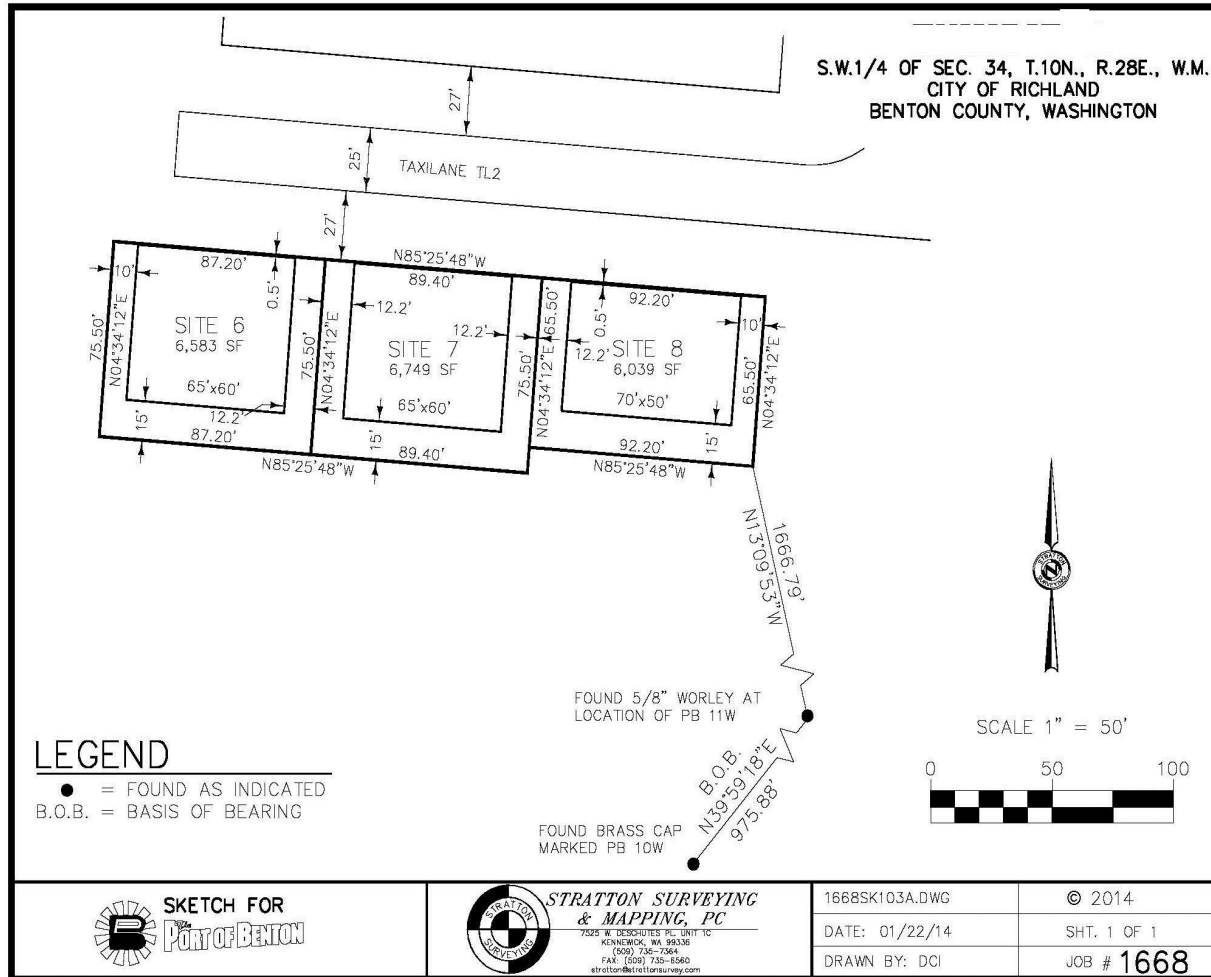 S.W.1/4 OF SEC. 34, T.10N., R.28E., W.M.
CITY OF RICHLAND
BENTON COUNTY, WASHINGTON
27'
25'
TAXILANE TL2
27'
N85°25'48"W
87.20'
89.40'
92.20'
10'
0.5'
12.2'
12.2'
65.50'
0.5'
12.2'
10'
75.50'
N04°34'12"E
SITE 6
6,583 SF
75.50'
N04°34'12"E
SITE 7
6,749 SF
75.50'
N04°34'12"E
SITE 8
6,039 SF
65.50'
N04°34'12"E
65'x60'
12.2'
65'x60'
70'x50'
15'
87.20'
N85°25'48"W
15'
89.40'
92.20'
N85°25'48"W
15'
1666.79'
N13°09'53"W
FOUND 5/8" WORLEY AT
LOCATION OF PB 11W
B.O.B.
N39°59'18"E
975.88'
FOUND BRASS CAP
MARKED PB 10W
STRATTON
N
SURVEYING
SCALE 1" = 50'
0 50 100
LEGEND
= FOUND AS INDICATED
B.O.B. = BASIS OF BEARING
SKETCH FOR
B
The
PORT OF BENTON
STRATTON
SURVEYING
STRATTON SURVEYING
& MAPPING, PC
7525 W. DESCHUTES PL. UNIT 1C
KENNEWICK, WA 99336
(509) 735-7364
FAX: (509) 735-6560
stratton@strattonsurvey.com
1668SK103A.DWG
© 2014
DATE: 01/22/14
SHT. 1 OF 1
DRAWN BY: DCI
JOB # 1668